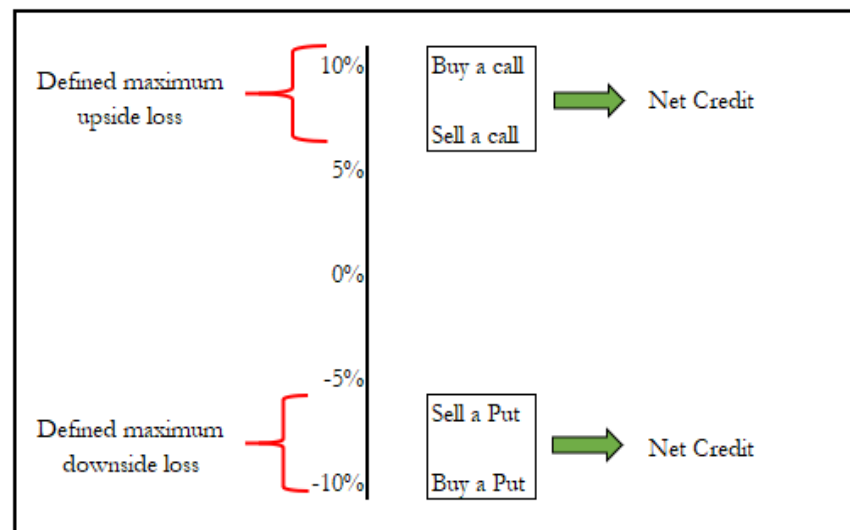 Defined maximum
upside loss
10%
Buy a call
Net Credit
Sell a call
5%
0%
-5%
Defined maximum
downside loss
Sell a Put
Net Credit
-10%
Buy a Put